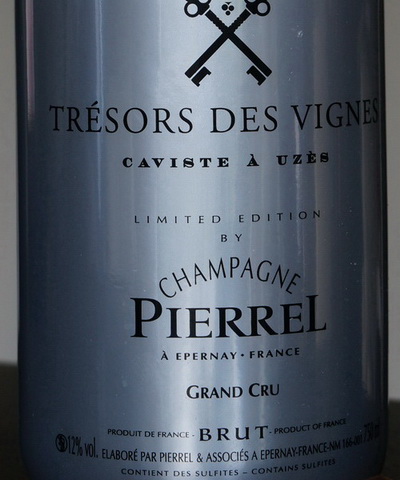 TRÉSORS DES VIGNES
CAVISTE À UZÈS
LIMITED EDITION
BY
CHAMPAGNE
PIERREL
À EPERNAY • FRANCE
GRAND CRU
PRODUIT DE FRANCE - BRUT - PRODUCT OF FRANCE
12% vol. ELABORÉ PAR PIERREL & ASSOCIÉS A EPERNAY-FRANCE-NM 750
CONTIENT DES SULFITES - CONTAINS SULFITES